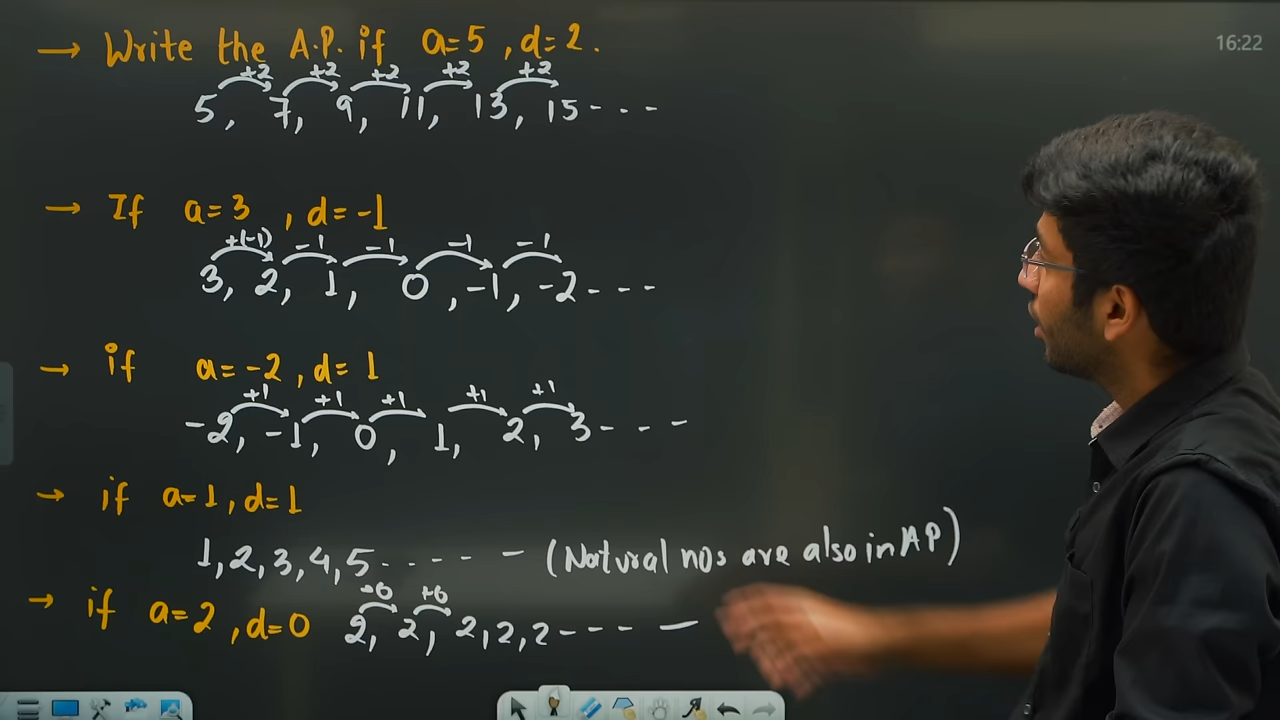 → Write the A.P. if a=5, d=2.
16:22
+2 +2 +2 +2 +2
5, 7, 9, 11, 13, 15 - - -
→ If a=3, d=-1
+(-1) -1 -1 -1 -1
3, 2, 1, 0, -1, -2 - - -
→ if a=-2, d=1
+1 +1 +1 +1 +1
-2, -1, 0, 1, 2, 3 - - -
→ if a=1, d=1
1, 2, 3, 4, 5 - - - - - (Natural nos are also in AP)
+0 +0
→ if a=2, d=0 2, 2, 2, 2, 2 - - - -